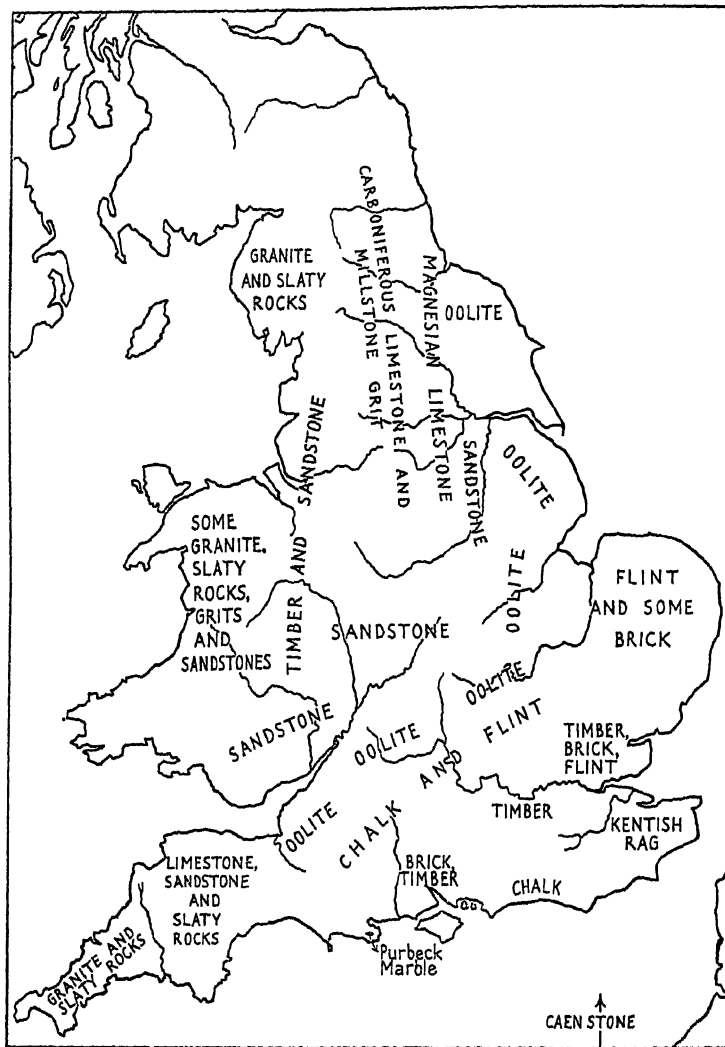 CARBONIFEROUS LIMESTONE AND
MILLSTONE GRIT
MAGNESIAN LIMESTONE
GRANITE
AND SLATY
ROCKS
OOLITE
TIMBER AND SANDSTONE
SANDSTONE
OOLITE
SOME
GRANITE,
SLATY
ROCKS,
GRITS
AND
SANDSTONES
OOLITE
FLINT
AND SOME
BRICK
SANDSTONE
OOLITE
SANDSTONE
OOLITE
CHALK ANSD FLINT
TIMBER,
BRICK,
FLINT
OOLITE
TIMBER
KENTISH
RAG
LIMESTONE,
SANDSTONE
AND
SLATY
ROCKS
BRICK,
TIMBER
CHALK
GRANITE AND
SLATY ROCKS
Purbeck
Marble
CAEN STONE